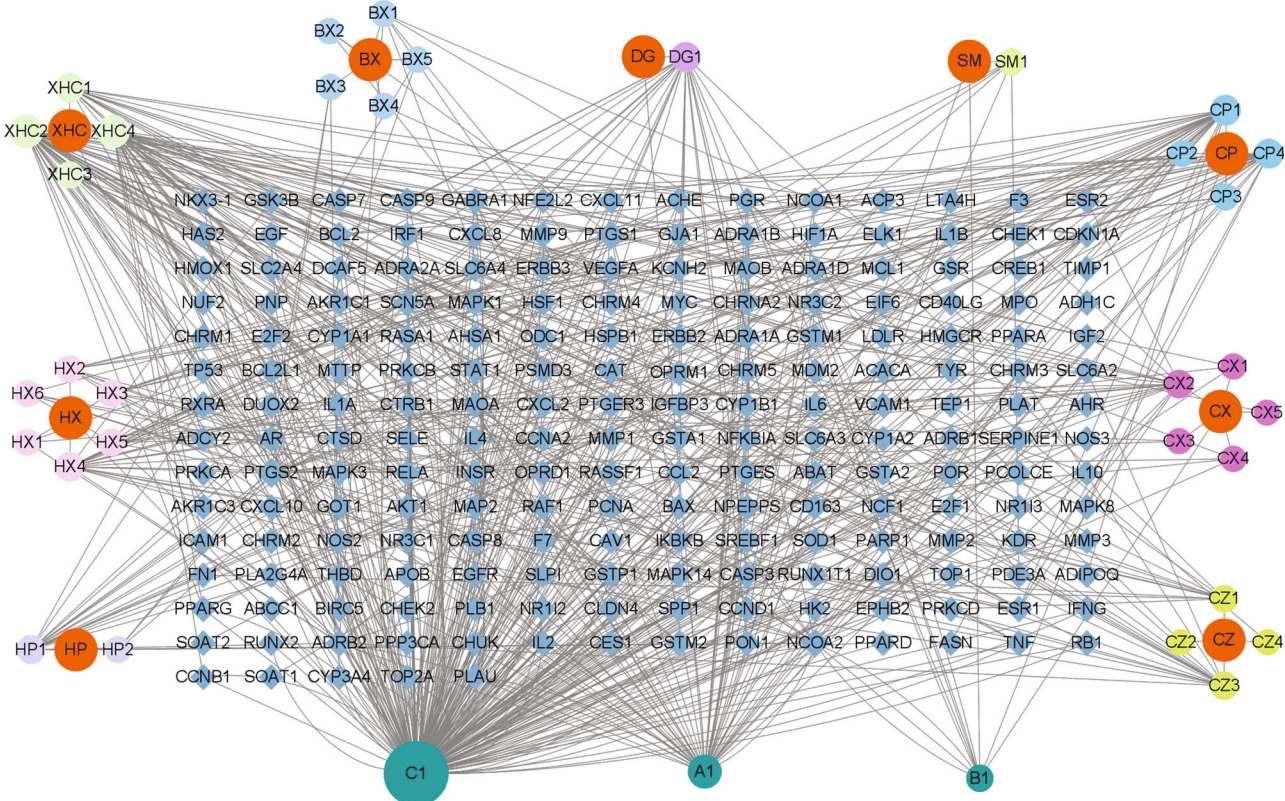 BX1
BX2
BX
BX5
BX3
BX4
DG
DG1
SM
SM1
XHC1
XHC2
XHC
XHC4
XHC3
CP1
CP2
CP
CP4
CP3
NKX3-1 GSK3B CASP7 CASP9 GABRA1 NFE2L2 CXCL11 ACHE PGR NCOA1 ACP3 LTA4H F3 ESR2
HAS2 EGF BCL2 IRF1 CXCL8 MMP9 PTGS1 GJA1 ADRA1B HIF1A ELK1 IL1B CHEK1 CDKN1A
HMOX1 SLC2A4 DCAF5 ADRA2A SLC6A4 ERBB3 VEGFA KCNH2 MAOB ADRA1D MCL1 GSR CREB1 TIMP1
NUF2 PNP AKR1C1 SCN5A MAPK1 HSF1 CHRM4 MYC CHRNA2 NR3C2 EIF6 CD40LG MPO ADH1C
CHRM1 E2F2 CYP1A1 RASA1 AHSA1 ODC1 HSPB1 ERBB2 ADRA1A GSTM1 LDLR HMGCR PPARA IGF2
TP53 BCL2L1 MTTP PRKCB STAT1 PSMD3 CAT OPRM1 CHRM5 MDM2 ACACA TYR CHRM3 SLC6A2
RXRA DUOX2 IL1A CTRB1 MAOA CXCL2 PTGER3 IGFBP3 CYP1B1 IL6 VCAM1 TEP1 PLAT AHR
ADCY2 AR CTSD SELE IL4 CCNA2 MMP1 GSTA1 NFKBIA SLC6A3 CYP1A2 ADRB1 SERPINE1 NOS3
PRKCA PTGS2 MAPK3 RELA INSR OPRD1 RASSF1 CCL2 PTGES ABAT GSTA2 POR PCOLCE IL10
AKR1C3 CXCL10 GOT1 AKT1 MAP2 RAF1 PCNA BAX NPEPPS CD163 NCF1 E2F1 NR1I3 MAPK8
ICAM1 CHRM2 NOS2 NR3C1 CASP8 F7 CAV1 IKBKB SREBF1 SOD1 PARP1 MMP2 KDR MMP3
FN1 PLA2G4A THBD APOB EGFR SLPI GSTP1 MAPK14 CASP3 RUNX1T1 DIO1 TOP1 PDE3A ADIPOQ
PPARG ABCC1 BIRC5 CHEK2 PLB1 NR1I2 CLDN4 SPP1 CCND1 HK2 EPHB2 PRKCD ESR1 IFNG
SOAT2 RUNX2 ADRB2 PPP3CA CHUK IL2 CES1 GSTM2 PON1 NCOA2 PPARD FASN TNF RB1
CCNB1 SOAT1 CYP3A4 TOP2A PLAU
HX2
HX6
HX3
HX
HX1
HX5
HX4
CX1
CX2
CX
CX5
CX3
CX4
HP1
HP
HP2
CZ1
CZ2
CZ
CZ4
CZ3
C1
A1
B1